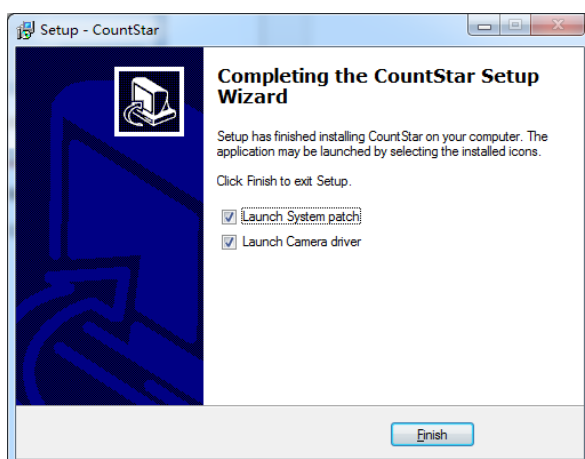 Setup - CountStar
Completing the CountStar Setup
Wizard
Setup has finished installing CountStar on your computer. The
application may be launched by selecting the installed icons.
Click Finish to exit Setup.
Launch System patch
Launch Camera driver
Finish